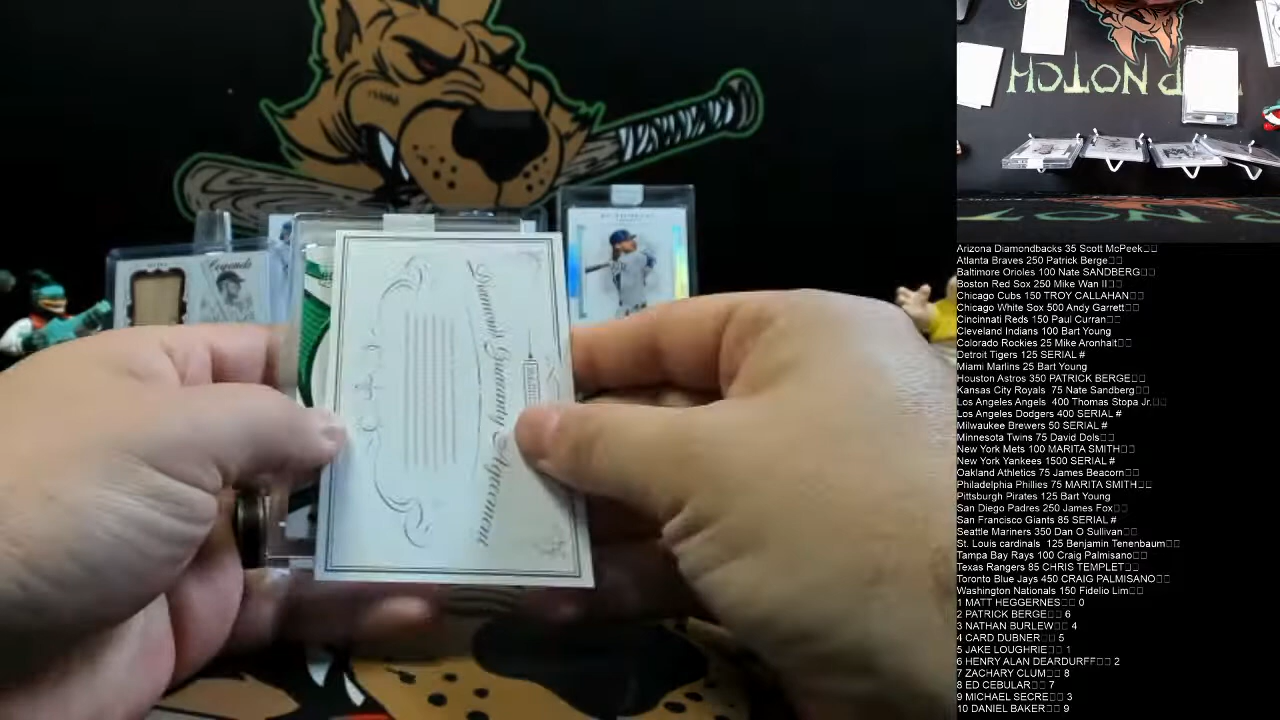 Legends
Diamonds Guaranty Agreement
Arizona Diamondbacks 35 Scott McPeek
Atlanta Braves 250 Patrick Berge
Baltimore Orioles 100 Nate SANDBERG
Boston Red Sox 250 Mike Wan II
Chicago Cubs 150 TROY CALLAHAN
Chicago White Sox 500 Andy Garrett
Cincinnati Reds 150 Paul Curran
Cleveland Indians 100 Bart Young
Colorado Rockies 25 Mike Aronhalt
Detroit Tigers 125 SERIAL #
Miami Marlins 25 Bart Young
Houston Astros 350 PATRICK BERGE
Kansas City Royals 75 Nate Sandberg
Los Angeles Angels 400 Thomas Stopa Jr.
Los Angeles Dodgers 400 SERIAL #
Milwaukee Brewers 50 SERIAL #
Minnesota Twins 75 David Dols
New York Mets 100 MARITA SMITH
New York Yankees 1500 SERIAL #
Oakland Athletics 75 James Beacorn
Philadelphia Phillies 75 MARITA SMITH
Pittsburgh Pirates 125 Bart Young
San Diego Padres 250 James Fox
San Francisco Giants 85 SERIAL #
Seattle Mariners 350 Dan O Sullivan
St. Louis cardinals 125 Benjamin Tenenbaum
Tampa Bay Rays 100 Craig Palmisano
Texas Rangers 85 CHRIS TEMPLET
Toronto Blue Jays 450 CRAIG PALMISANO
Washington Nationals 150 Fidelio Lim
1 MATT HEGGERNES 0
2 PATRICK BERGE 6
3 NATHAN BURLEW 4
4 CARD DUBNER 5
5 JAKE LOUGHRIE 1
6 HENRY ALAN DEARDURFF 2
7 ZACHARY CLUM 8
8 ED CEBULAR 7
9 MICHAEL SECRE 3
10 DANIEL BAKER 9